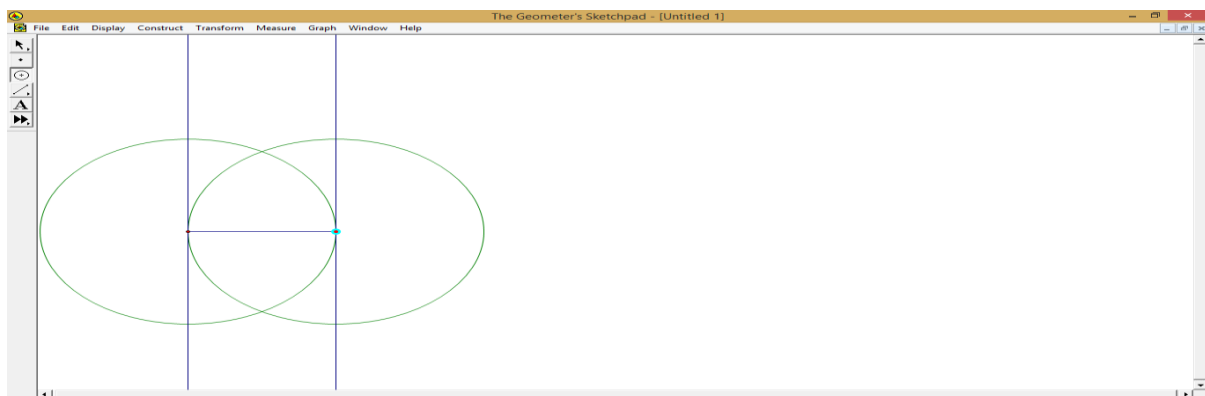 The Geometer's Sketchpad - [Untitled 1]
File Edit Display Construct Transform Measure Graph Window Help
A